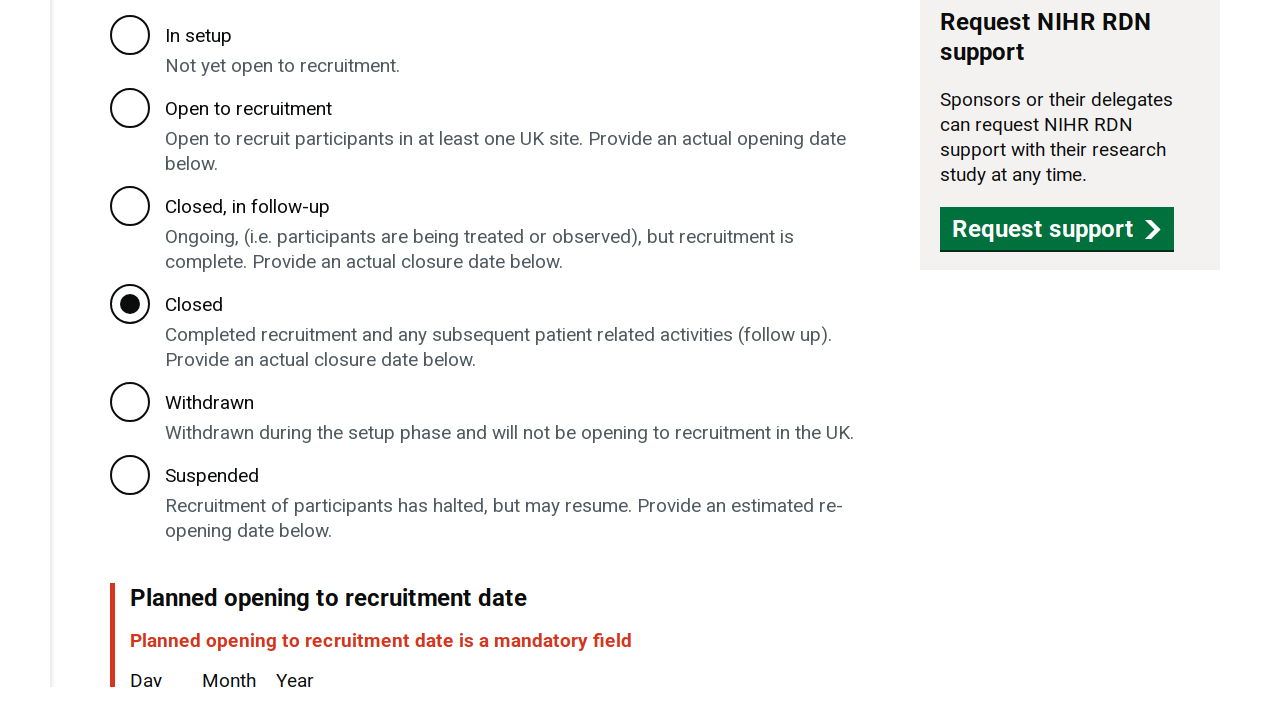 In setup
Not yet open to recruitment.
Open to recruitment
Open to recruit participants in at least one UK site. Provide an actual opening date
below.
Closed, in follow-up
Ongoing, (i.e. participants are being treated or observed), but recruitment is
complete. Provide an actual closure date below.
Closed
Completed recruitment and any subsequent patient related activities (follow up).
Provide an actual closure date below.
Withdrawn
Withdrawn during the setup phase and will not be opening to recruitment in the UK.
Suspended
Recruitment of participants has halted, but may resume. Provide an estimated re-
opening date below.
Planned opening to recruitment date
Planned opening to recruitment date is a mandatory field
Day Month Year
Request NIHR RDN
support
Sponsors or their delegates
can request NIHR RDN
support with their research
study at any time.
Request support